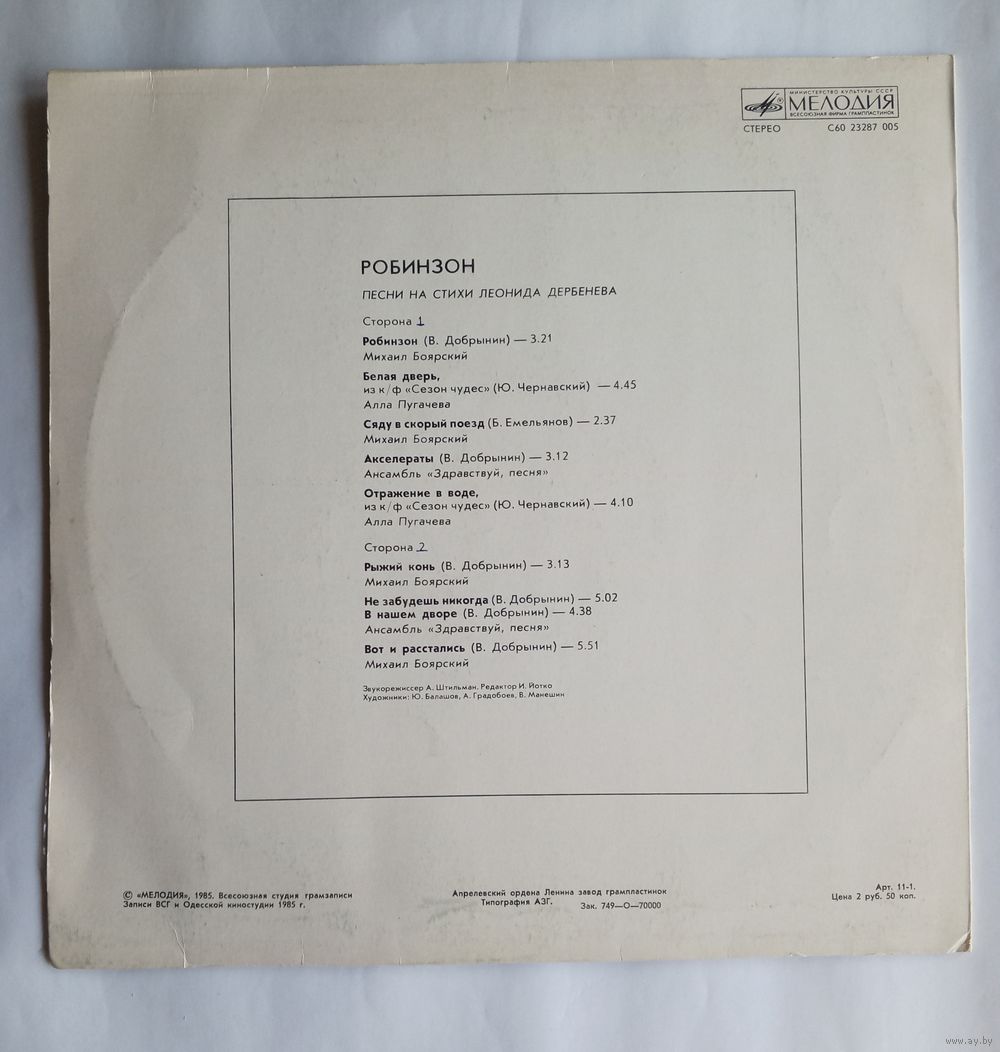 МИНИСТЕРСТВО КУЛЬТУРЫ СССР
МЕЛОДИЯ
ВСЕСОЮЗНАЯ ФИРМА ГРАМПЛАСТИНОК
СТЕРЕО С60 23287 005
РОБИНЗОН
ПЕСНИ НА СТИХИ ЛЕОНИДА ДЕРБЕНЕВА
Сторона 1
Робинзон (В. Добрынин) — 3.21
Михаил Боярский
Белая дверь,
из к/ф «Сезон чудес» (Ю. Чернавский) — 4.45
Алла Пугачева
Сяду в скорый поезд (Б. Емельянов) — 2.37
Михаил Боярский
Акселераты (В. Добрынин) — 3.12
Ансамбль «Здравствуй, песня»
Отражение в воде,
из к/ф «Сезон чудес» (Ю. Чернавский) — 4.10
Алла Пугачева
Сторона 2
Рыжий конь (В. Добрынин) — 3.13
Михаил Боярский
Не забудешь никогда (В. Добрынин) — 5.02
В нашем дворе (В. Добрынин) — 4.38
Ансамбль «Здравствуй, песня»
Вот и расстались (В. Добрынин) — 5.51
Михаил Боярский
Звукорежиссер А. Штильман. Редактор И. Йотко
Художники: Ю. Балашов, А. Градобоев, В. Манешин
© «МЕЛОДИЯ», 1985. Всесоюзная студия грамзаписи
Записи ВСГ и Одесской киностудии 1985 г.
Апрелевский ордена Ленина завод грампластинок
Типография АЗГ. Зак. 749—О—70000
Арт. 11-1.
Цена 2 руб. 50 коп.
www.ay.by